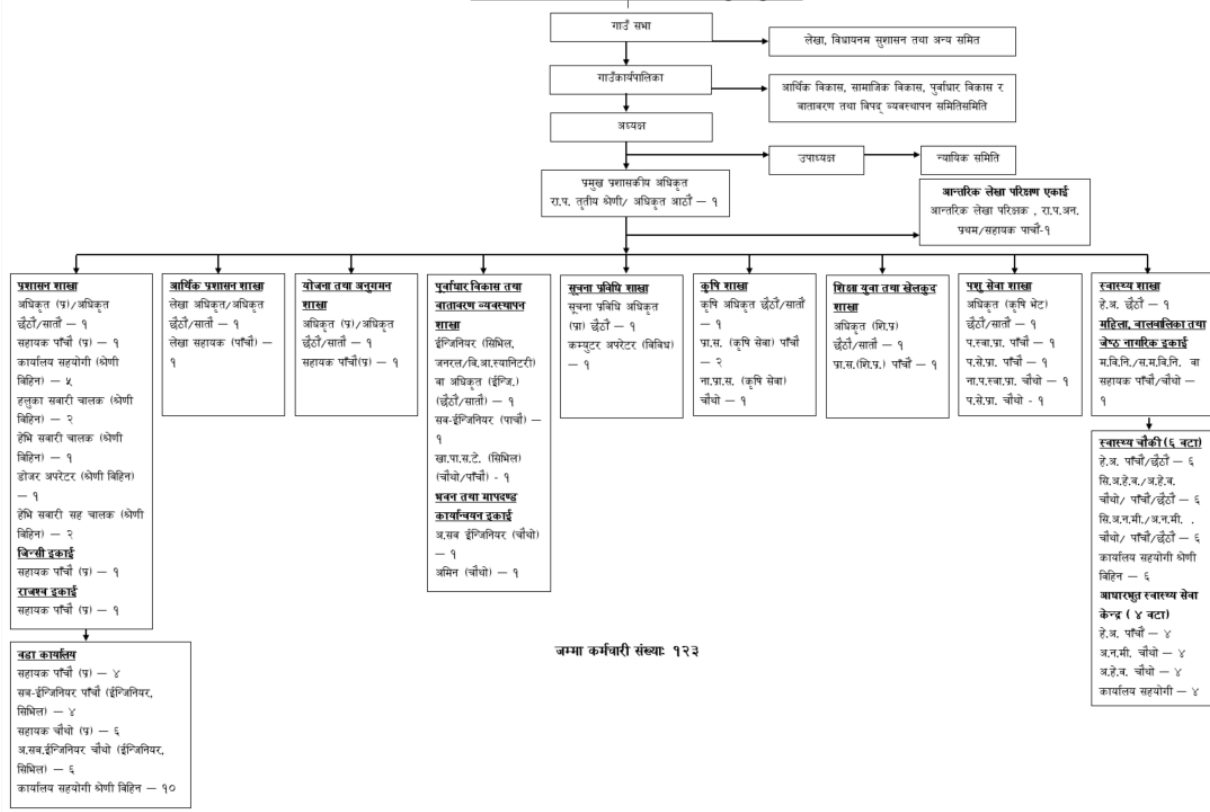 गाउँ सभा
लेखा, विधायनम सुशासन तथा अन्य समित
गाउँकार्यपालिका
आर्थिक विकास, सामाजिक विकास, पुर्वाधार विकास र
वातावरण तथा विपद् व्यवस्थापन समितिसमिति
अध्यक्ष
उपाध्यक्ष
न्यायिक समिति
प्रमुख प्रशासकीय अधिकृत
रा.प. तृतीय श्रेणी/ अधिकृत आठौं — १
आन्तरिक लेखा परिक्षण एकाई
आन्तरिक लेखा परिक्षक , रा.प.अन.
प्रथम/सहायक पाचौं-१
प्रशासन शाखा
अधिकृत (प्र)/अधिकृत
छैठौं/सातौं — १
सहायक पाँचौं (प्र) — १
कार्यालय सहयोगी (श्रेणी
विहिन) — ५
हलुका सवारी चालक (श्रेणी
विहिन) — २
हेभि सवारी चालक (श्रेणी
विहिन) — १
डोजर अपरेटर (श्रेणी विहिन)
— १
हेभि सवारी सह चालक (श्रेणी
विहिन) — २
जिन्सी इकाई
सहायक पाँचौं (प्र) — १
राजश्व इकाई
सहायक पाँचौं (प्र) — १
वडा कार्यालय
सहायक पाँचौं (प्र) — ४
सव-ईन्जिनियर पाँचौं (ईन्जिनियर,
सिभिल) — ४
सहायक चौथो (प्र) — ६
अ.सव.ईन्जिनियर चौथो (ईन्जिनियर,
सिभिल) — ६
कार्यालय सहयोगी श्रेणी विहिन — १०
आर्थिक प्रशासन शाखा
लेखा अधिकृत/अधिकृत
छैठौं/सातौं — १
लेखा सहायक (पाँचौं) —
१
योजना तथा अनुगमन
शाखा
अधिकृत (प्र)/अधिकृत
छैठौं/सातौं — १
सहायक पाँचौं(प्र) — १
पूर्वाधार विकास तथा
वातावरण व्यवस्थापन
शाखा
ईन्जिनियर (सिभिल,
जनरल/वि.आ.स्यानिटरी)
वा अधिकृत (ईन्जि.)
(छैठौं/सातौं) — १
सव-ईन्जिनियर (पाचौं) —
१
खा.पा.स.टे. (सिभिल)
(चौथो/पाँचौं) - १
भवन तथा मापदण्ड
कार्यान्वयन इकाई
अ.सव ईन्जिनियर (चौथो)
— १
अमिन (चौथो) — १
सूचना प्रविधि शाखा
सूचना प्रविधि अधिकृत
(प्रा) छैठौं — १
कम्युटर अपरेटर (विविध)
— १
कृषि शाखा
कृषि अधिकृत छैठौं/सातौं
— १
प्रा.स. (कृषि सेवा) पाँचौं
— २
ना.प्रा.स. (कृषि सेवा)
चौथो — १
शिक्षा युवा तथा खेलकुद
शाखा
अधिकृत (शि.प्र)
छैठौं/सातौं — १
प्रा.स.(शि.प्र.) पाँचौं — १
पशु सेवा शाखा
अधिकृत (कृषि भेट)
छैठौं/सातौं — १
प.स्वा.प्रा. पाँचौं — १
प.से.प्रा. पाँचौं — १
ना.प.स्वा.प्रा. चौथो — १
प.से.प्रा. चौथो - १
स्वास्थ्य शाखा
हे.अ. छैठौं — १
महिला, वालवालिका तथा
जेष्ठ नागरिक इकाई
म.वि.नि./स.म.वि.नि. वा
सहायक पाँचौं/चौथो —
१
स्वास्थ्य चौकी (६ वटा)
हे.अ. पाँचौं/छैठौं — ६
सि.अ.हे.व./अ.हे.व.
चौथो/ पाँचौं/छैठौं — ६
सि.अ.न.मी./अ.न.मी. .
चौथो/ पाँचौं/छैठौं — ६
कार्यालय सहयोगी श्रेणी
विहिन — ६
आधारभुत स्वास्थ्य सेवा
केन्द्र ( ४ वटा)
हे.अ. पाँचौं — ४
अ.न.मी. चौथो — ४
अ.हे.व. चौथो — ४
कार्यालय सहयोगी — ४
जम्मा कर्मचारी संख्याः १२३